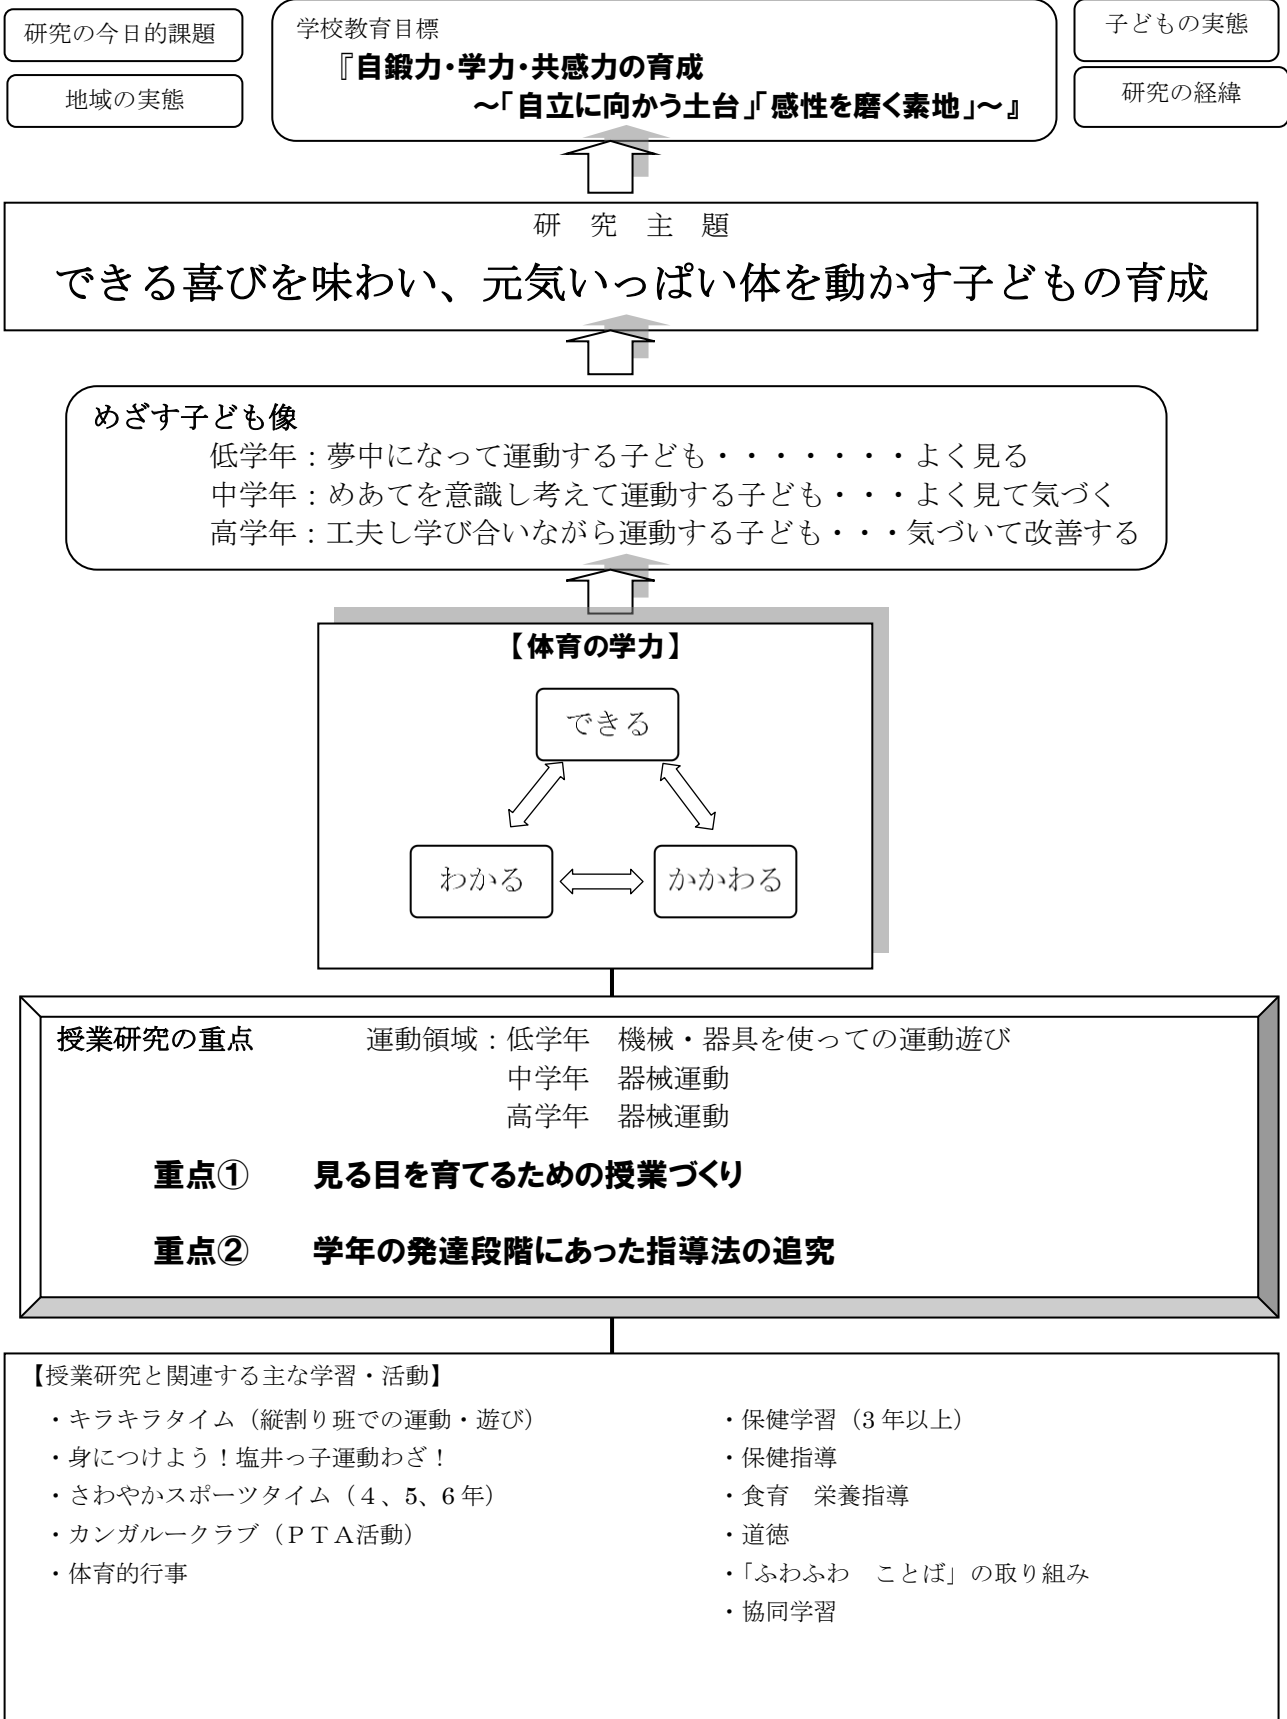 研究の今日的課題
地域の実態
学校教育目標
『自鍛力・学力・共感力の育成
～「自立に向かう土台」「感性を磨く素地」～』
子どもの実態
研究の経緯
研 究 主 題
できる喜びを味わい、元気いっぱい体を動かす子どもの育成
めざす子ども像
低学年：夢中になって運動する子ども・・・・・・・よく見る
中学年：めあてを意識し考えて運動する子ども・・・よく見て気づく
高学年：工夫し学び合いながら運動する子ども・・・気づいて改善する
【体育の学力】
できる
わかる
かかわる
授業研究の重点　運動領域：低学年　機械・器具を使っての運動遊び
中学年　器械運動
高学年　器械運動
重点①　見る目を育てるための授業づくり
重点②　学年の発達段階にあった指導法の追究
【授業研究と関連する主な学習・活動】
・キラキラタイム（縦割り班での運動・遊び）
・身につけよう！塩井っ子運動わざ！
・さわやかスポーツタイム（４、5、6 年）
・カンガルークラブ（ＰＴＡ活動）
・体育的行事
・保健学習（3 年以上）
・保健指導
・食育　栄養指導
・道徳
・「ふわふわ　ことば」の取り組み
・協同学習